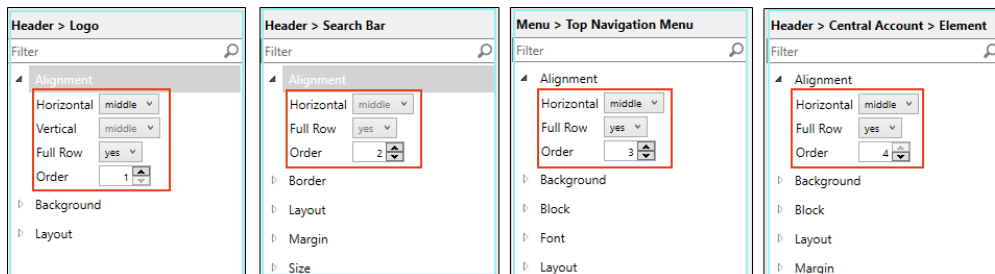 Header > Logo
Filter
Alignment
Horizontal middle
Vertical middle
Full Row yes
Order 1
Background
Layout
Header > Search Bar
Filter
Alignment
Horizontal middle
Full Row yes
Order 2
Border
Layout
Margin
Size
Menu > Top Navigation Menu
Filter
Alignment
Horizontal middle
Full Row yes
Order 3
Background
Block
Font
Layout
Header > Central Account > Element
Filter
Alignment
Horizontal middle
Full Row yes
Order 4
Background
Block
Layout
Margin